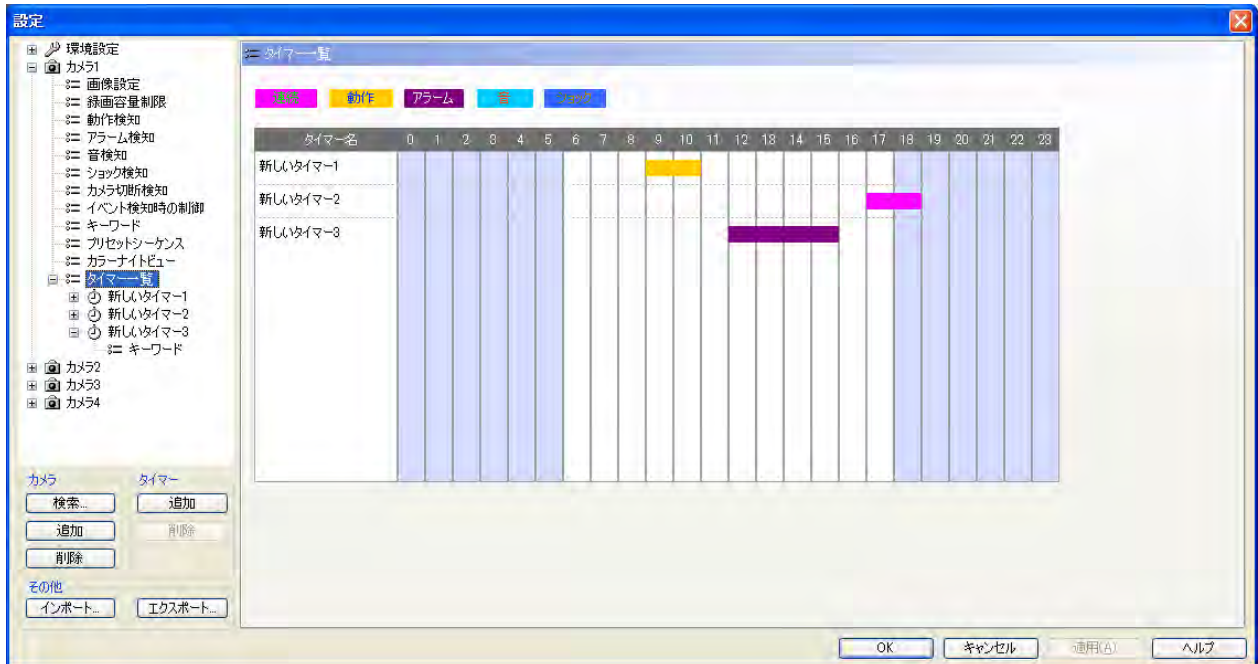 設定
環境設定
カメラ1
画像設定
録画容量制限
動作検知
アラーム検知
音検知
ショック検知
カメラ切断検知
イベント検知時の制御
キーワード
プリセットシーケンス
カラーナイトビュー
タイマー一覧
新しいタイマー1
新しいタイマー2
新しいタイマー3
キーワード
カメラ2
カメラ3
カメラ4
カメラ タイマー
検索... 追加
追加 削除
削除
その他
インポート... エクスポート...
タイマー一覧
動作 アラーム 音 ショック
タイマー名 0 1 2 3 4 5 6 7 8 9 10 11 12 13 14 15 16 17 18 19 20 21 22 23
新しいタイマー1
新しいタイマー2
新しいタイマー3
OK キャンセル 適用(A) ヘルプ